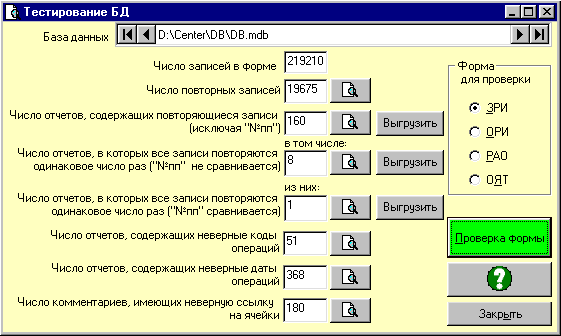 Тестирование БД
База данных
D:\Center\DB\DB.mdb
Число записей в форме
219210
Число повторных записей
19675
Число отчетов, содержащих повторяющиеся записи
(исключая "№пп")
160
Выгрузить
в том числе:
Число отчетов, в которых все записи повторяются
одинаковое число раз ("№пп" не сравнивается)
8
Выгрузить
из них:
Число отчетов, в которых все записи повторяются
одинаковое число раз ("№пп" сравнивается)
1
Выгрузить
Число отчетов, содержащих неверные коды
операций
51
Число отчетов, содержащих неверные даты
операций
368
Число комментариев, имеющих неверную ссылку
на ячейки
180
Форма
для проверки
ЗРИ
ОРИ
РАО
ОЯТ
Проверка формы
?
Закрыть